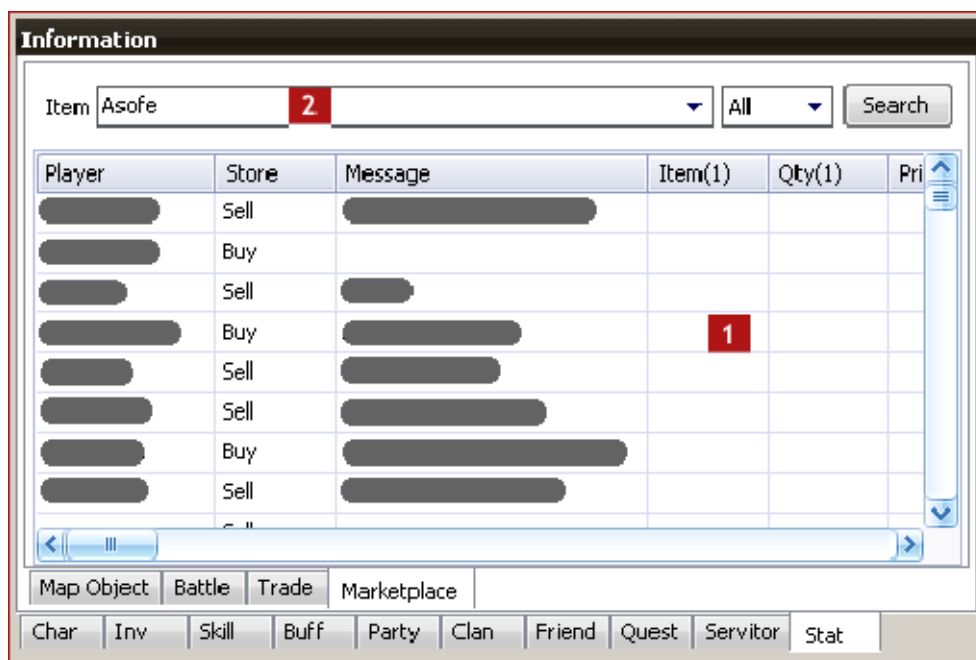 Information
Item Asofe 2 All Search
Player Store Message Item(1) Qty(1) Pri
Sell
Buy
Sell
Buy 1
Sell
Sell
Buy
Sell
Map Object Battle Trade Marketplace
Char Inv Skill Buff Party Clan Friend Quest Servitor Stat